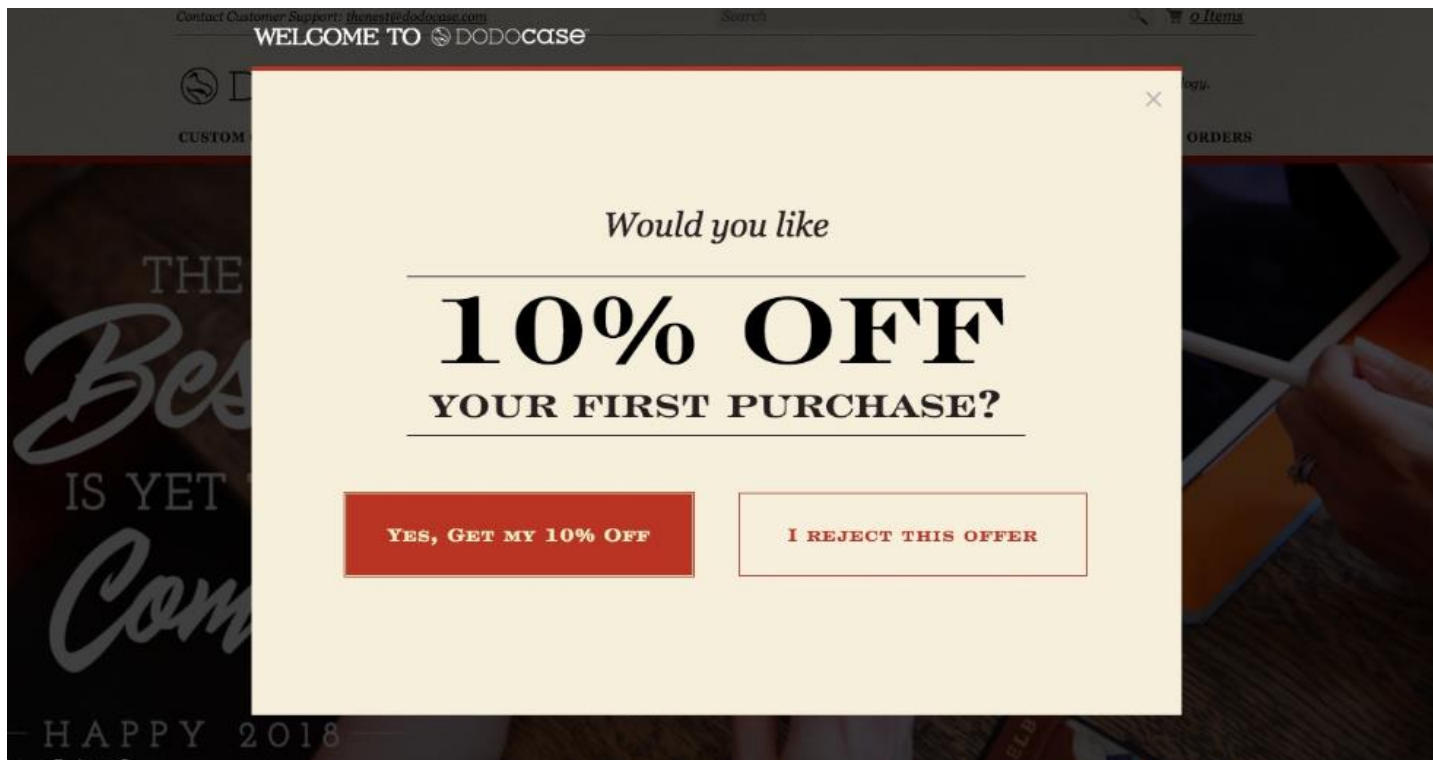 Contact Customer Support: thenest@dodocase.com
Search
0 Items
WELCOME TO DODOcase
CUSTOM
ORDERS
×
Would you like
10% OFF
YOUR FIRST PURCHASE?
YES, GET MY 10% OFF
I REJECT THIS OFFER
THE
Bes
IS YET
Com
HAPPY 2018